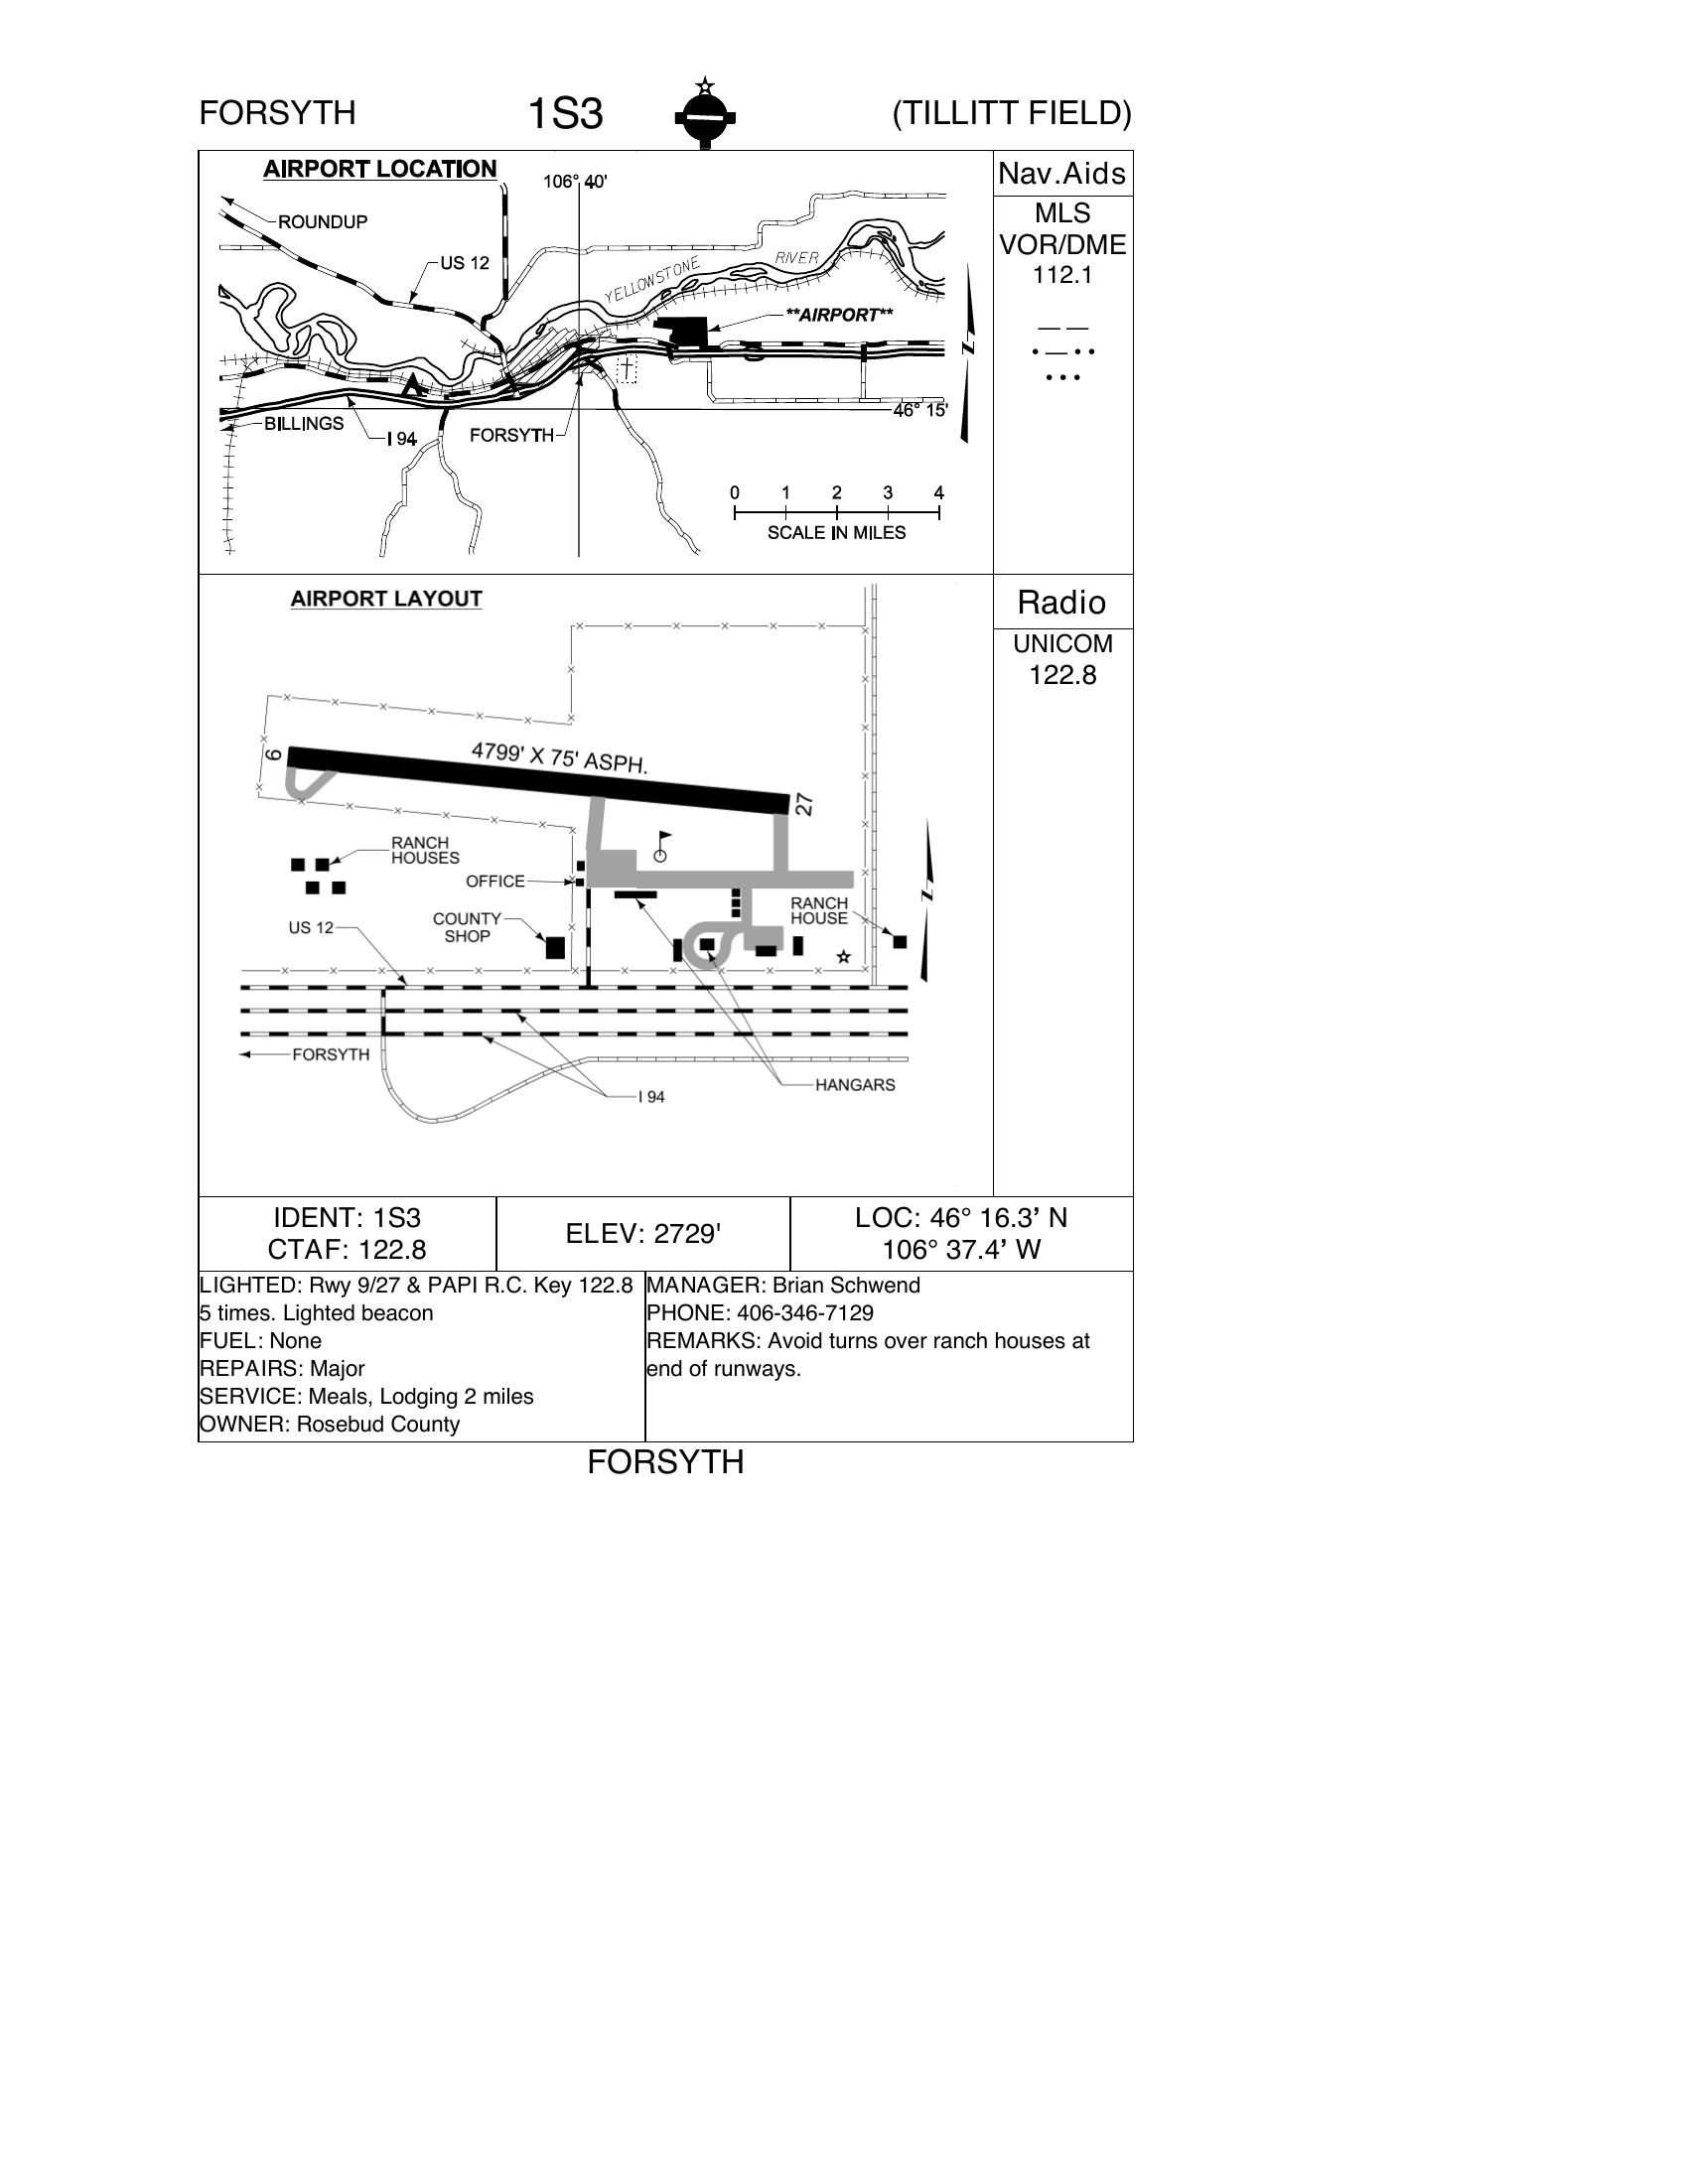 FORSYTH 1S3 (TILLITT FIELD)
AIRPORT LOCATION
106° 40'
ROUNDUP
US 12
YELLOWSTONE RIVER
**AIRPORT**
N
46° 15'
BILLINGS
I 94
FORSYTH
0 1 2 3 4
SCALE IN MILES
Nav.Aids
MLS
VOR/DME
112.1
— —
• — • •
• • •
AIRPORT LAYOUT
4799' X 75' ASPH.
9
27
RANCH
HOUSES
OFFICE
COUNTY
SHOP
US 12
RANCH
HOUSE
N
FORSYTH
HANGARS
I 94
Radio
UNICOM
122.8
IDENT: 1S3
CTAF: 122.8
ELEV: 2729'
LOC: 46° 16.3’ N
106° 37.4’ W
LIGHTED: Rwy 9/27 & PAPI R.C. Key 122.8
5 times. Lighted beacon
FUEL: None
REPAIRS: Major
SERVICE: Meals, Lodging 2 miles
OWNER: Rosebud County
MANAGER: Brian Schwend
PHONE: 406-346-7129
REMARKS: Avoid turns over ranch houses at
end of runways.
FORSYTH